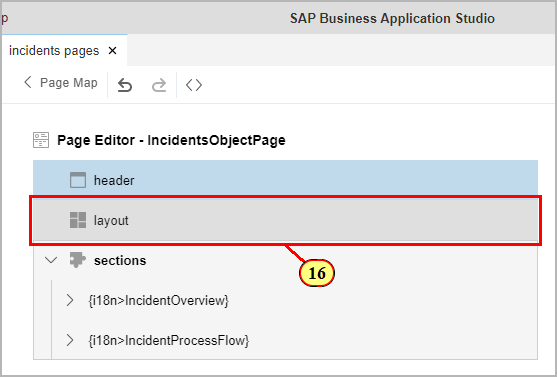 p
SAP Business Application Studio
incidents pages
Page Map
Page Editor - IncidentsObjectPage
header
layout
16
sections
{i18n>IncidentOverview}
{i18n>IncidentProcessFlow}